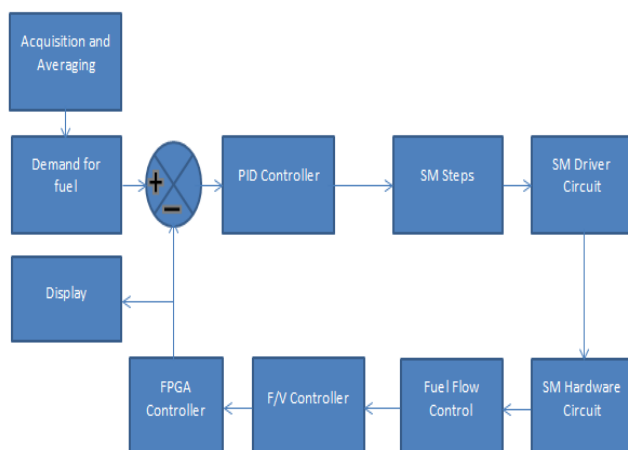 Acquisition and
Averaging
Demand for
fuel
+
−
PID Controller
SM Steps
SM Driver
Circuit
Display
FPGA
Controller
F/V Controller
Fuel Flow
Control
SM Hardware
Circuit